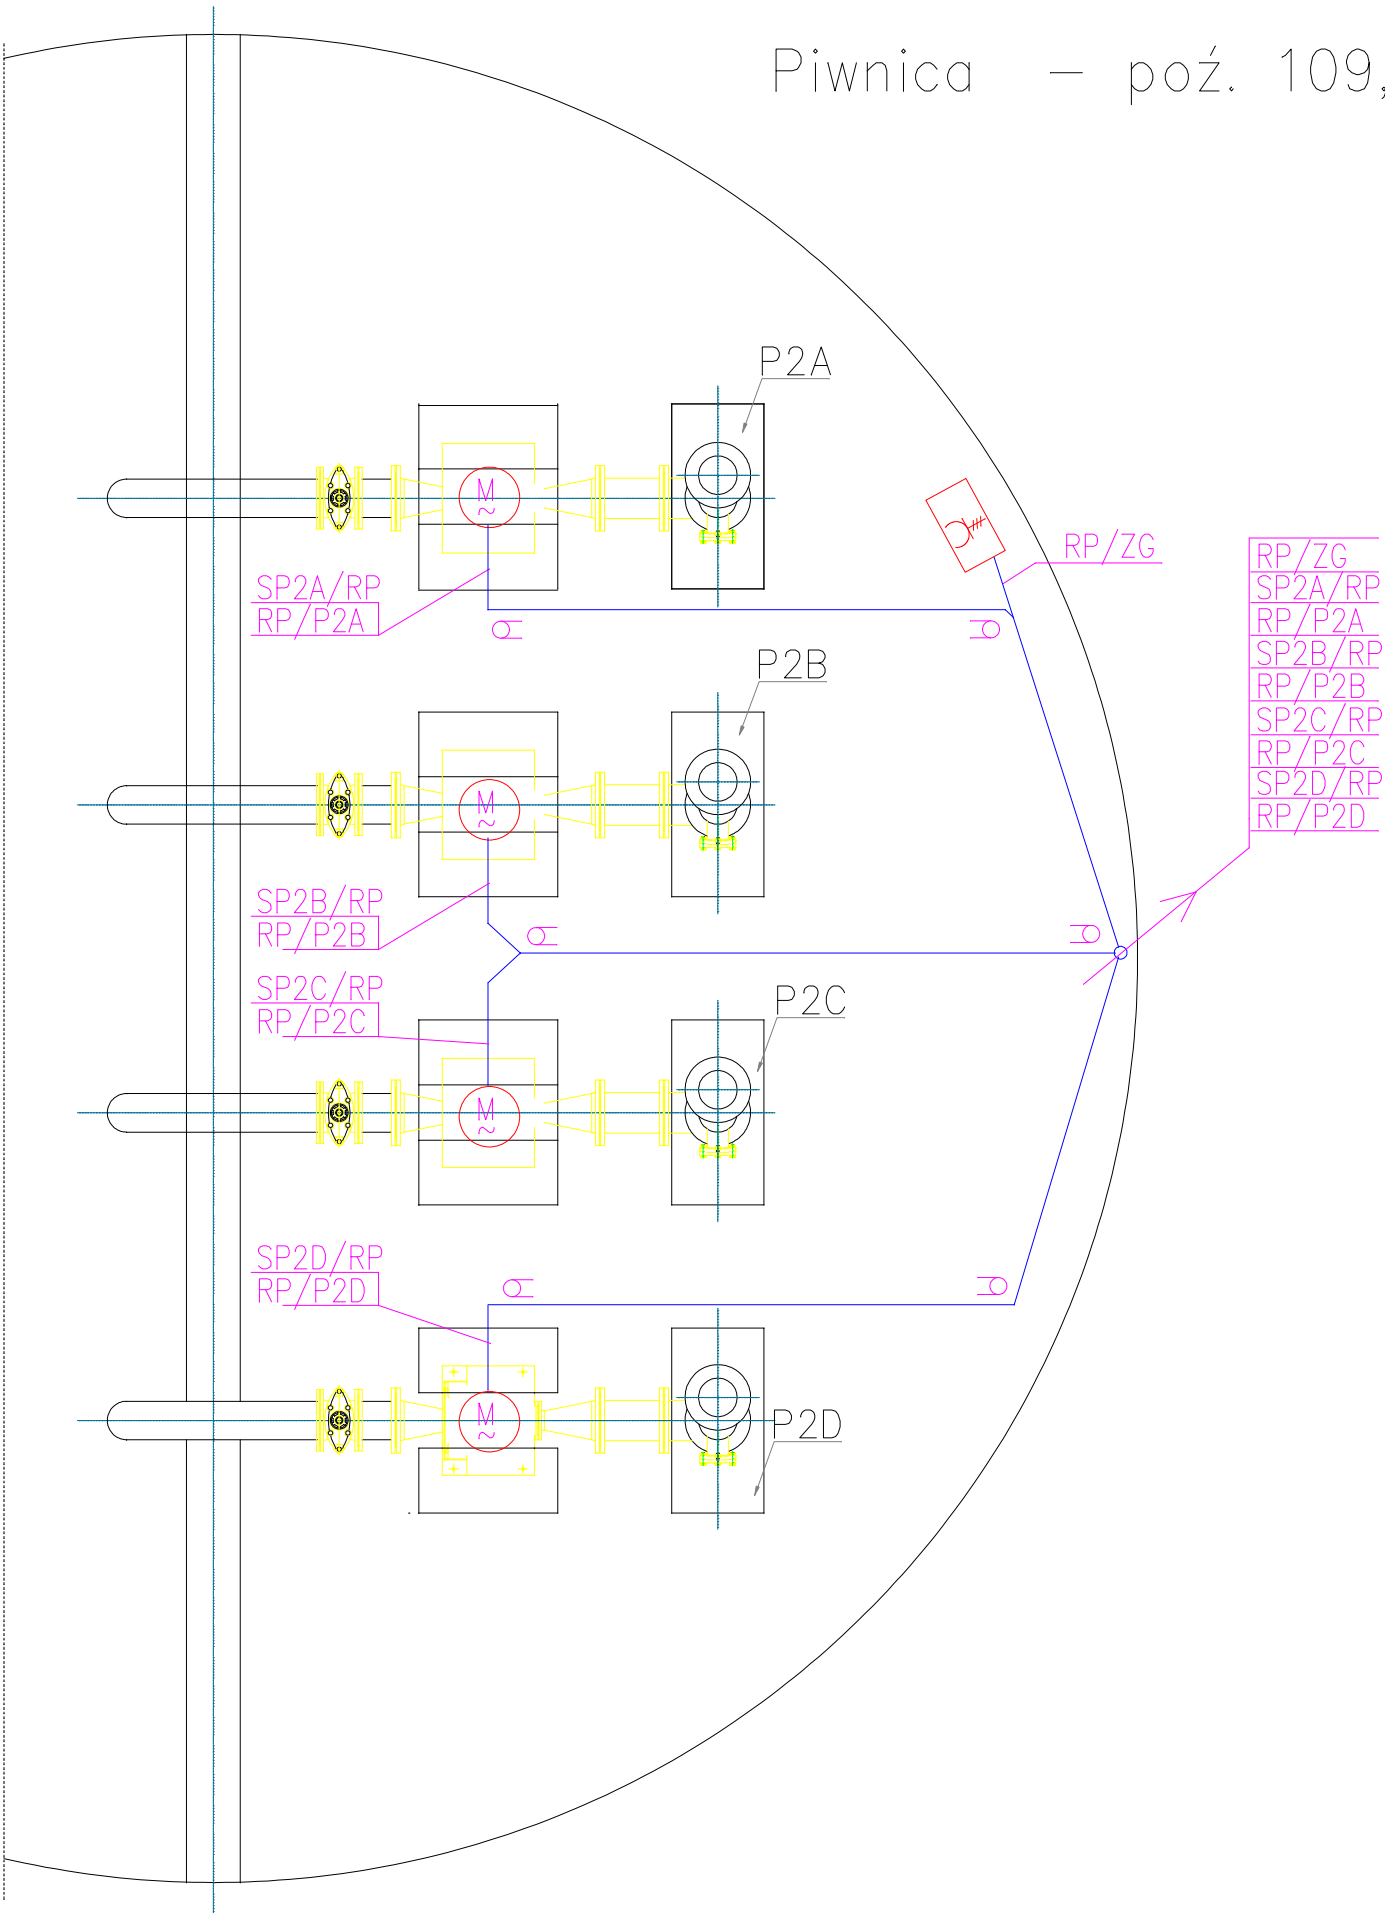 Piwnica – poź. 109,
P2A
RP/ZG
RP/ZG
SP2A/RP
RP/P2A
SP2B/RP
RP/P2B
SP2C/RP
RP/P2C
SP2D/RP
RP/P2D
M
~
SP2A/RP
RP/P2A
P2B
M
~
SP2B/RP
RP/P2B
SP2C/RP
RP/P2C
P2C
M
~
SP2D/RP
RP/P2D
M
~
P2D